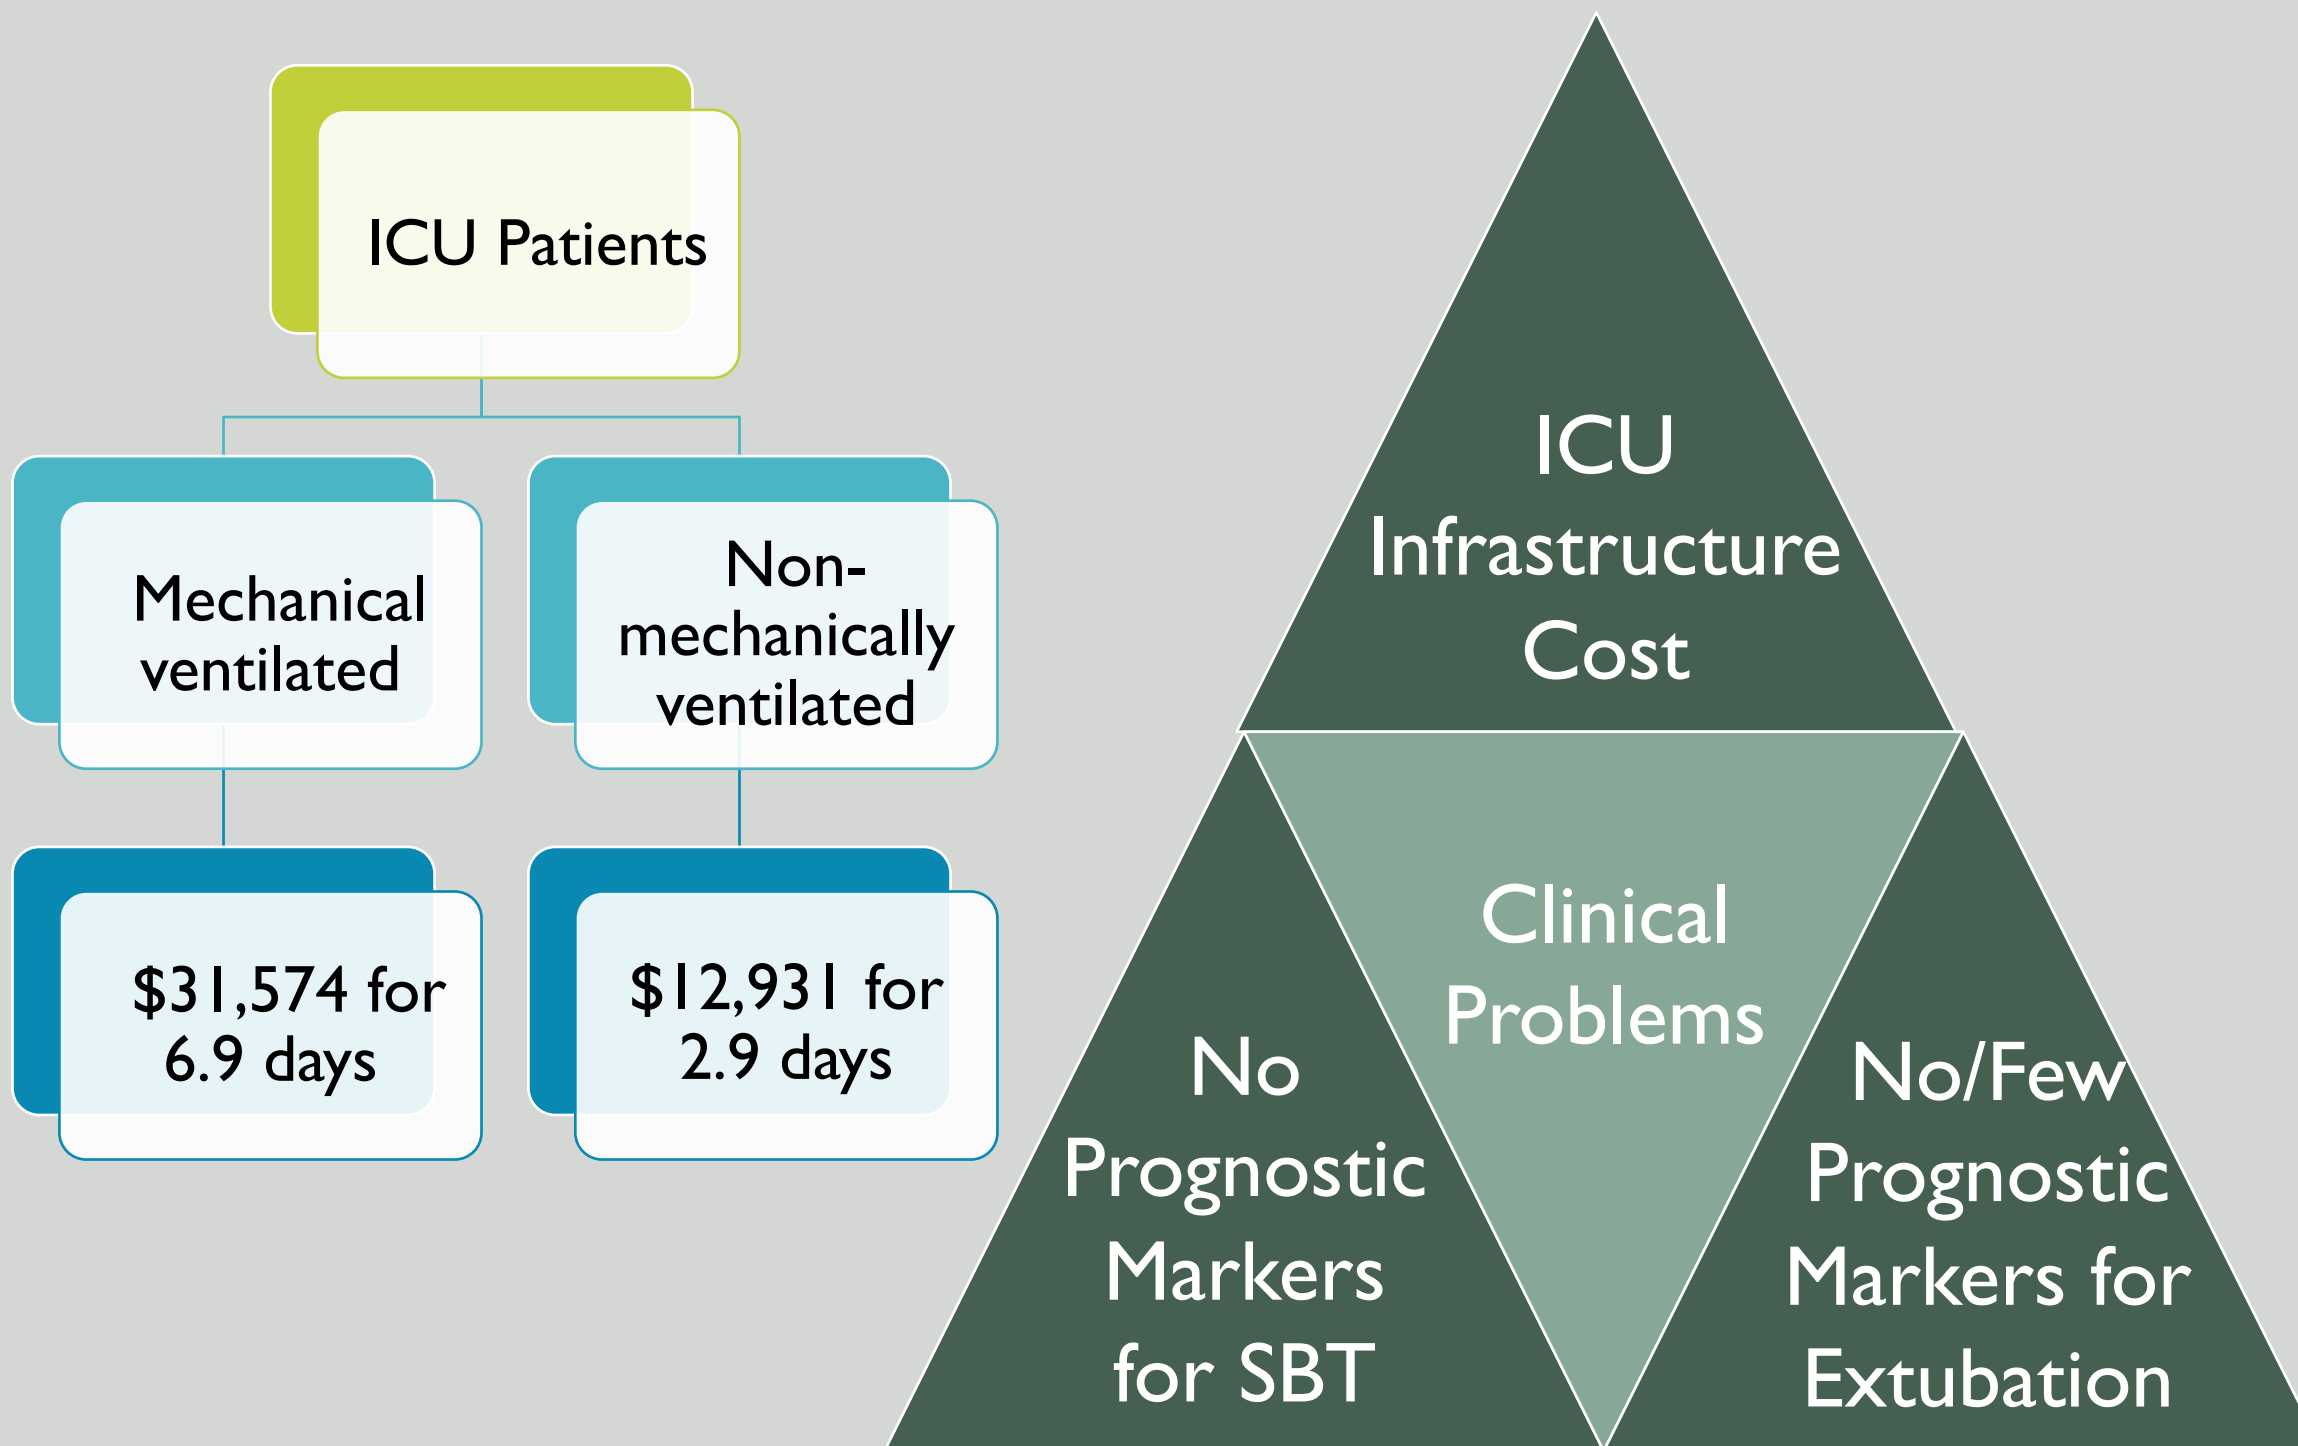 ICU Patients
Mechanical
ventilated
Non-
mechanically
ventilated
$31,574 for
6.9 days
$12,931 for
2.9 days
ICU
Infrastructure
Cost
Clinical
Problems
No
Prognostic
Markers
for SBT
No/Few
Prognostic
Markers for
Extubation